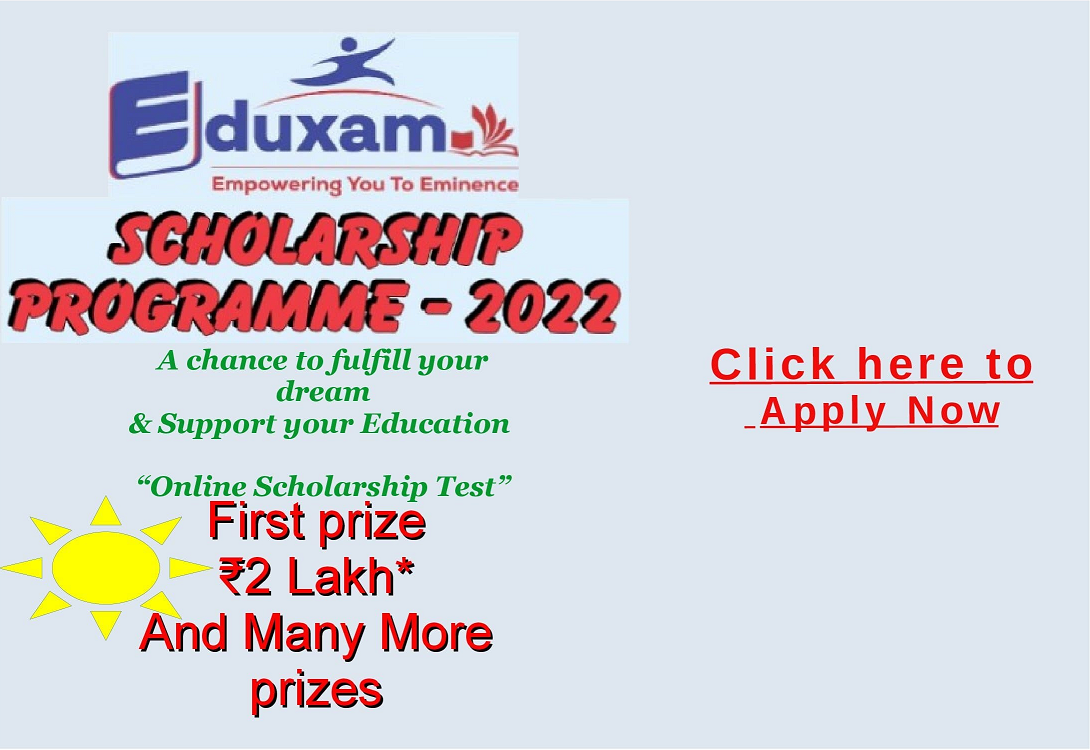 Eduxam
Empowering You To Eminence
SCHOLARSHIP
PROGRAMME - 2022
A chance to fulfill your
dream
& Support your Education
“Online Scholarship Test”
First prize
₹2 Lakh*
And Many More
prizes
Click here to
Apply Now